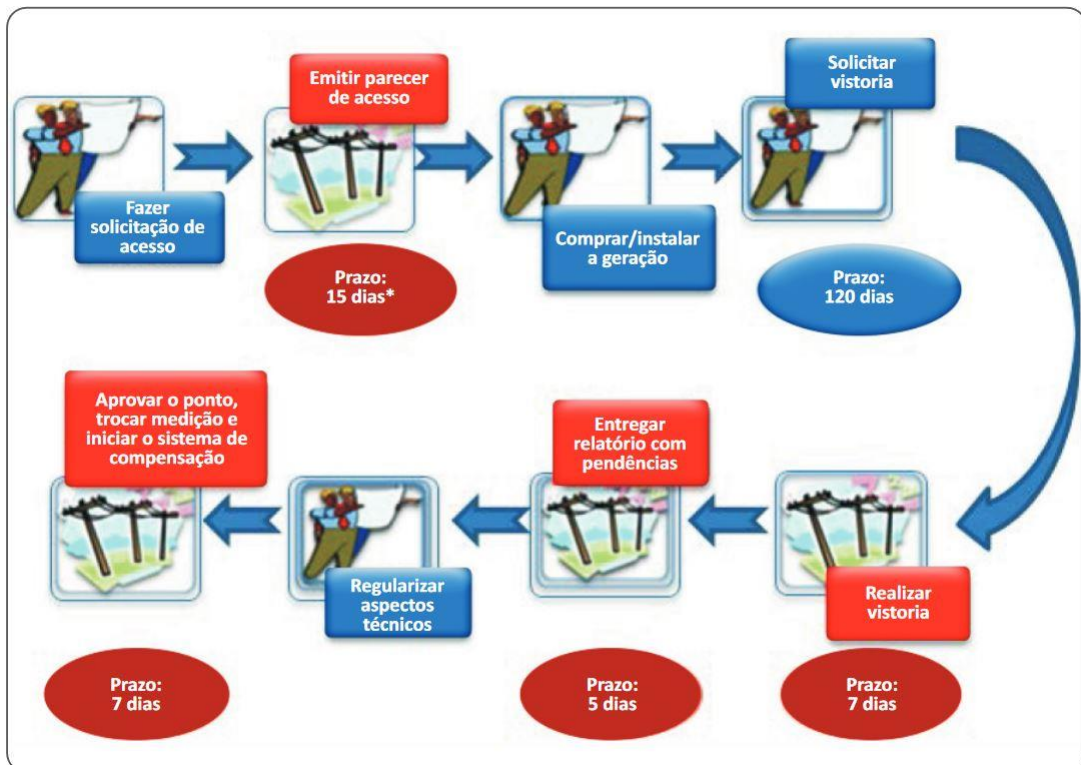 Fazer
solicitação de
acesso
Emitir parecer
de acesso
Prazo:
15 dias*
Comprar/instalar
a geração
Solicitar
vistoria
Prazo:
120 dias
Realizar
vistoria
Prazo:
7 dias
Entregar
relatório com
pendências
Prazo:
5 dias
Regularizar
aspectos
técnicos
Aprovar o ponto,
trocar medição e
iniciar o sistema de
compensação
Prazo:
7 dias